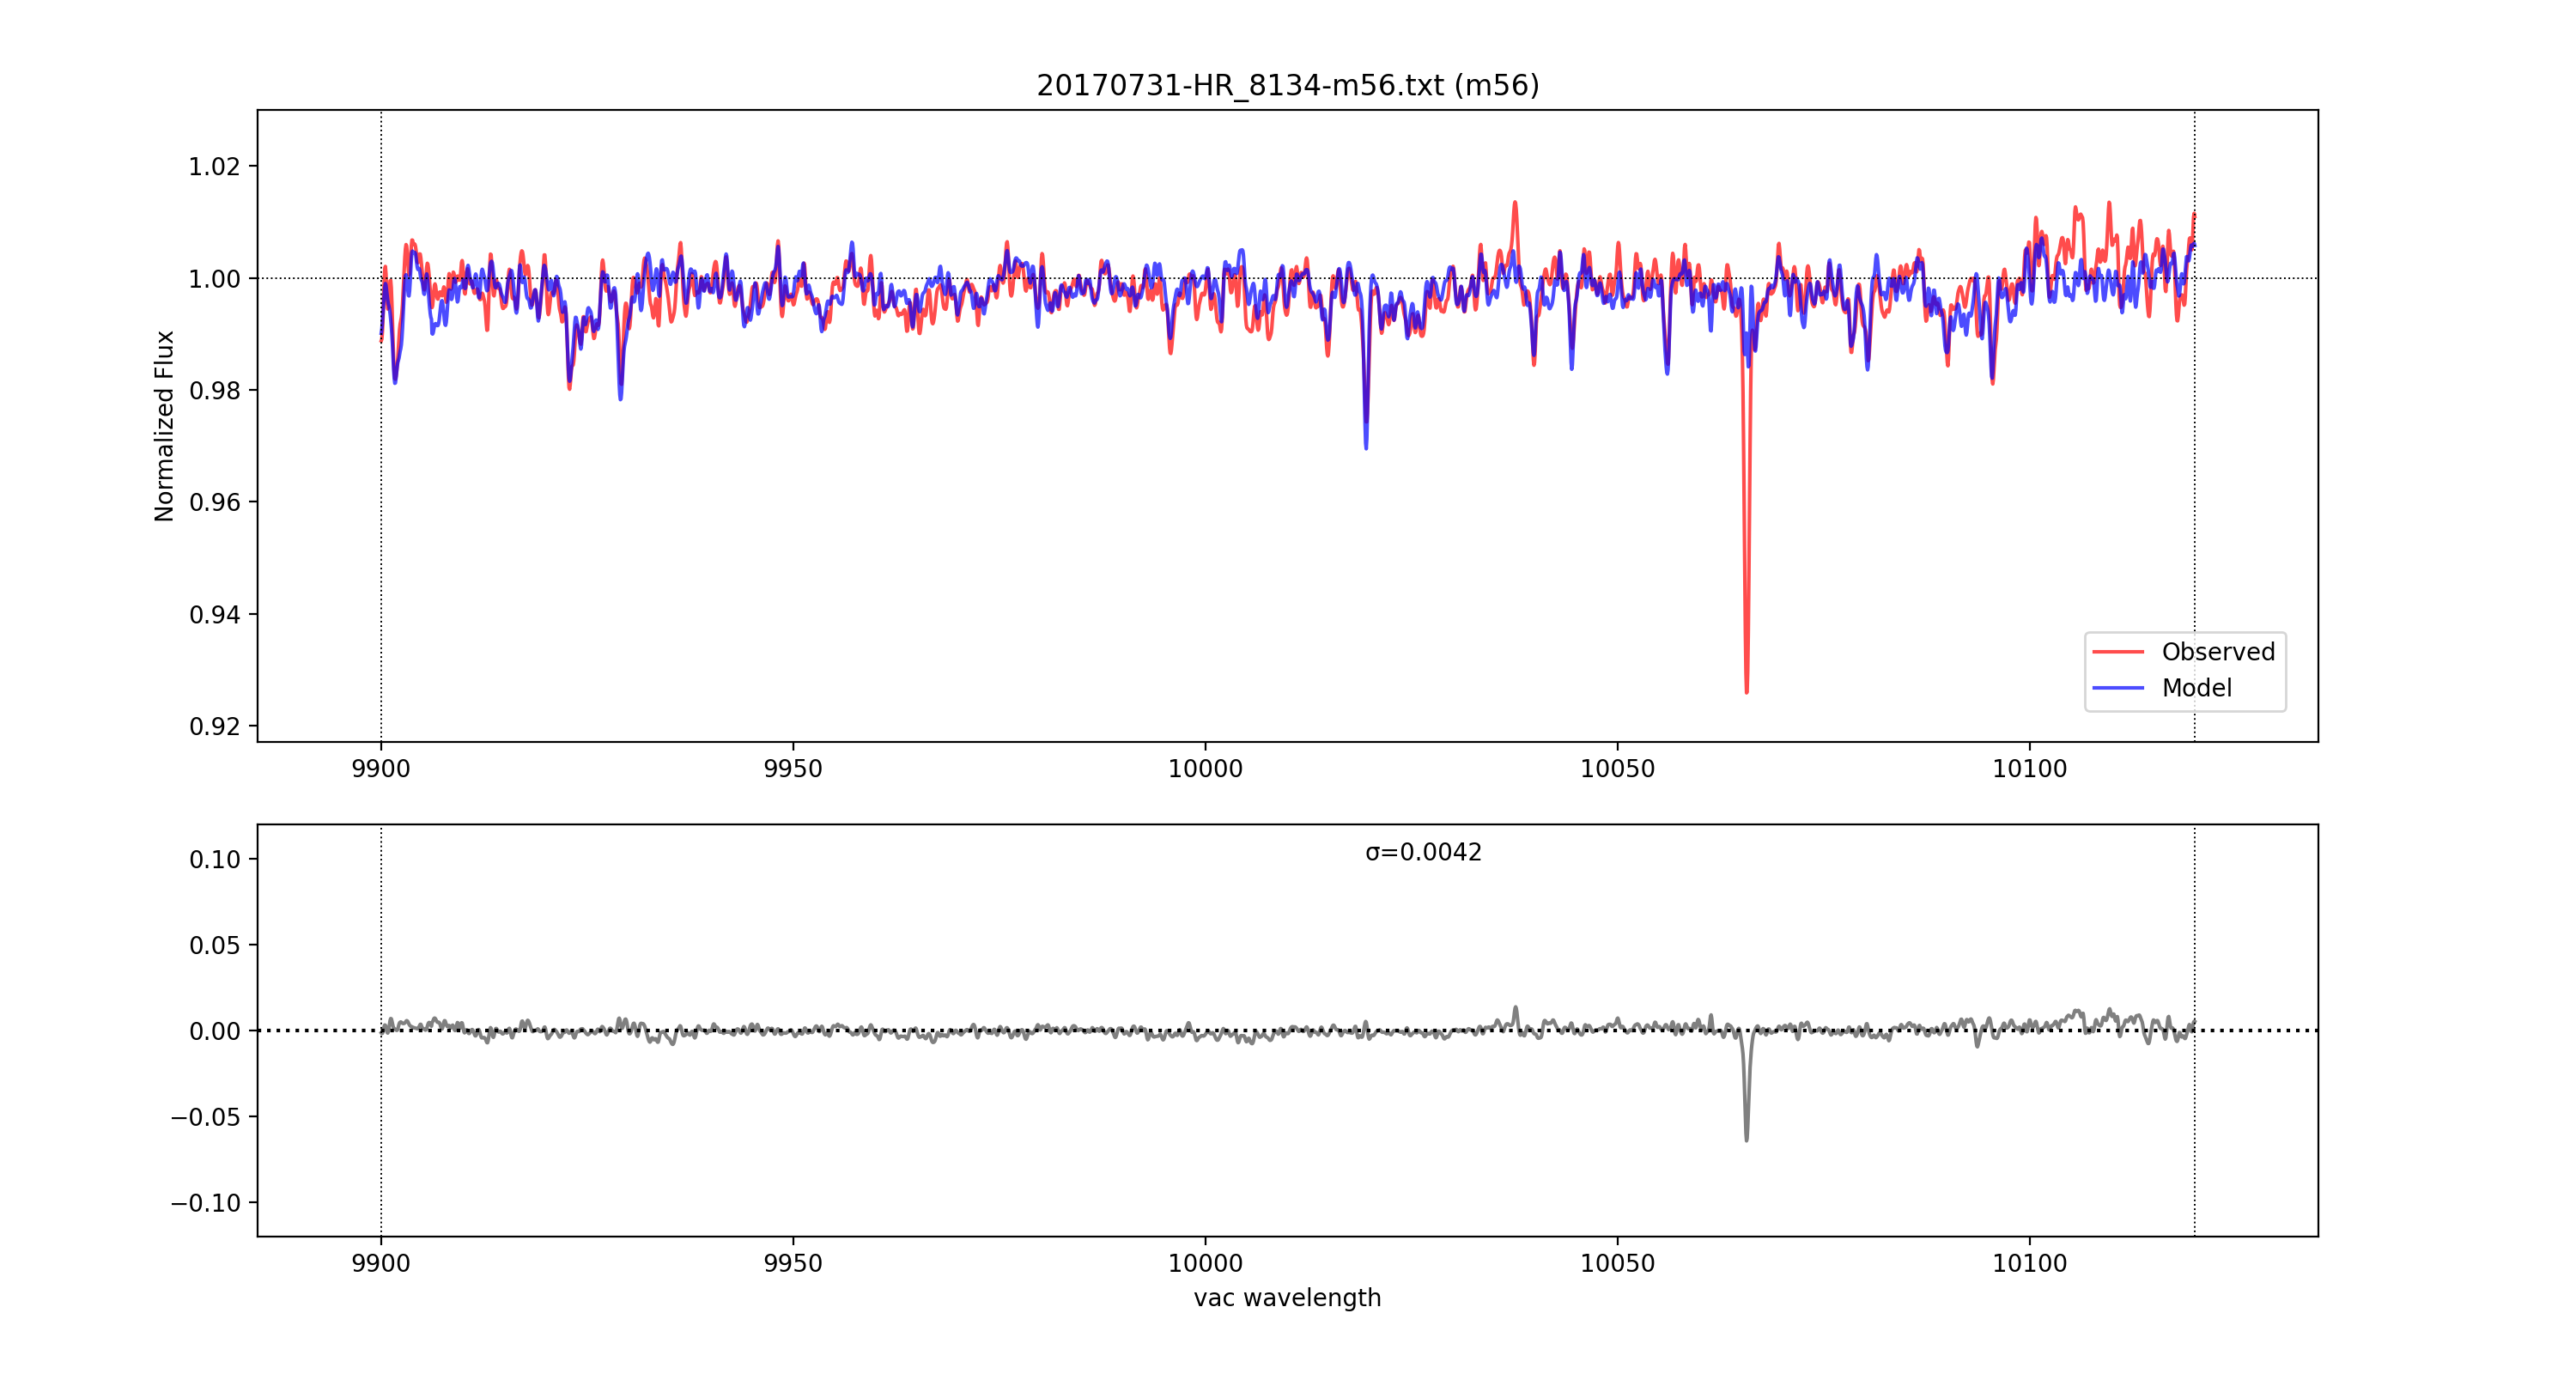 20170731-HR_8134-m56.txt (m56)
Normalized Flux
1.02
1.00
0.98
0.96
0.94
0.92
Observed
Model
9900 9950 10000 10050 10100
σ=0.0042
0.10
0.05
0.00
−0.05
−0.10
9900 9950 10000 10050 10100
vac wavelength